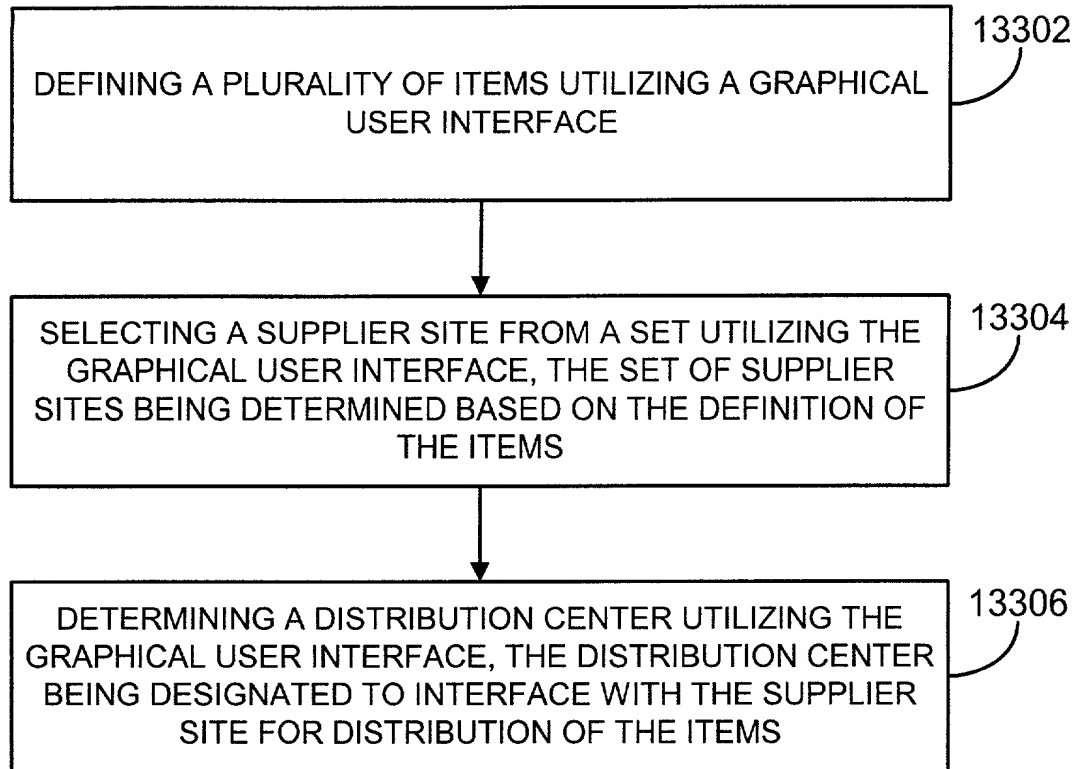 13302
DEFINING A PLURALITY OF ITEMS UTILIZING A GRAPHICAL
USER INTERFACE
13304
SELECTING A SUPPLIER SITE FROM A SET UTILIZING THE
GRAPHICAL USER INTERFACE, THE SET OF SUPPLIER
SITES BEING DETERMINED BASED ON THE DEFINITION OF
THE ITEMS
13306
DETERMINING A DISTRIBUTION CENTER UTILIZING THE
GRAPHICAL USER INTERFACE, THE DISTRIBUTION CENTER
BEING DESIGNATED TO INTERFACE WITH THE SUPPLIER
SITE FOR DISTRIBUTION OF THE ITEMS